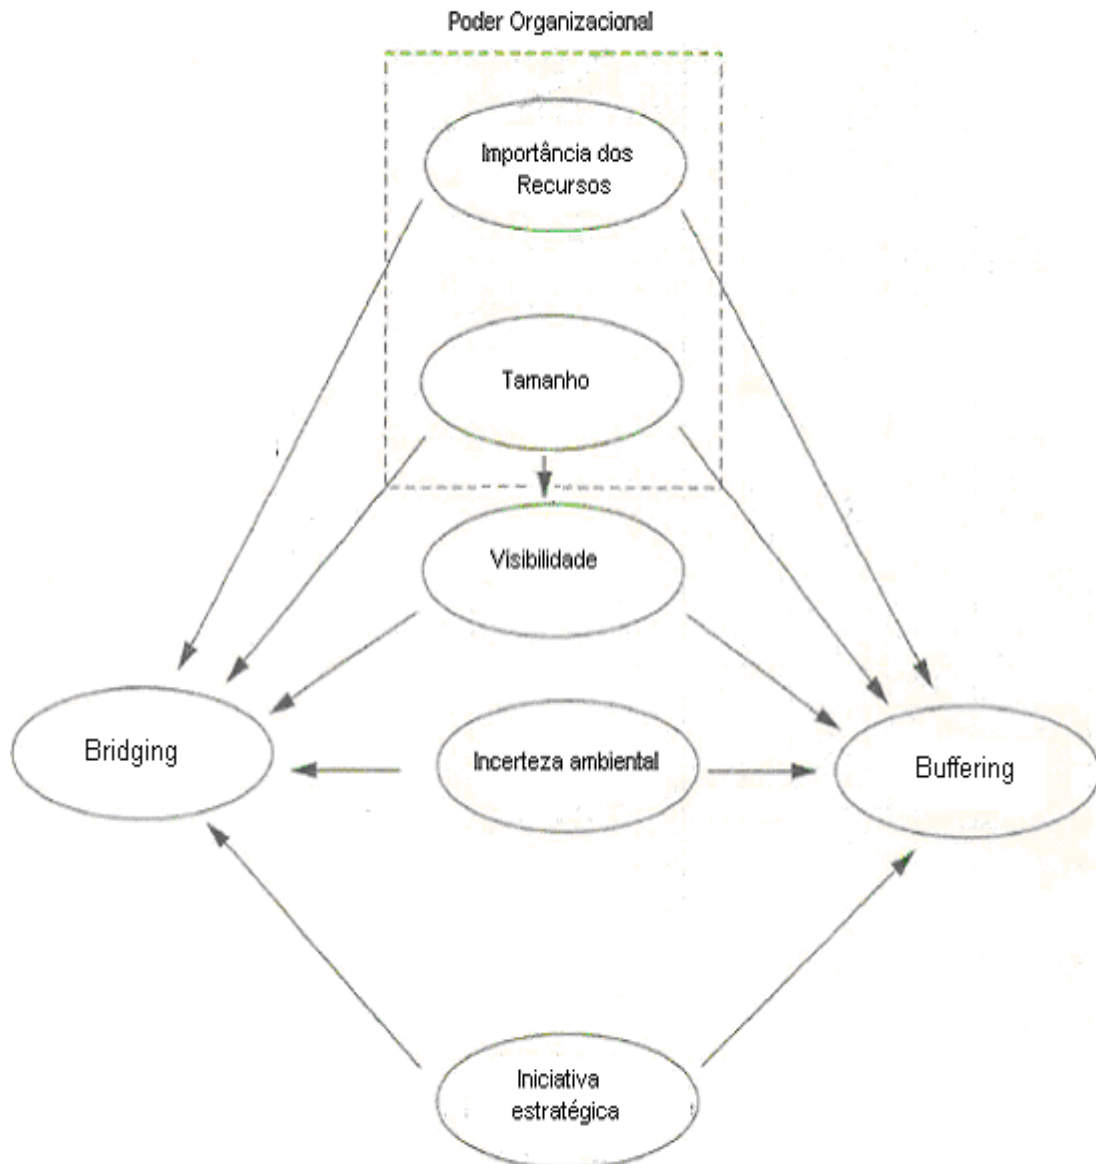 Poder Organizacional
Importância dos
Recursos
Tamanho
Visibilidade
Bridging
Incerteza ambiental
Buffering
Iniciativa
estratégica